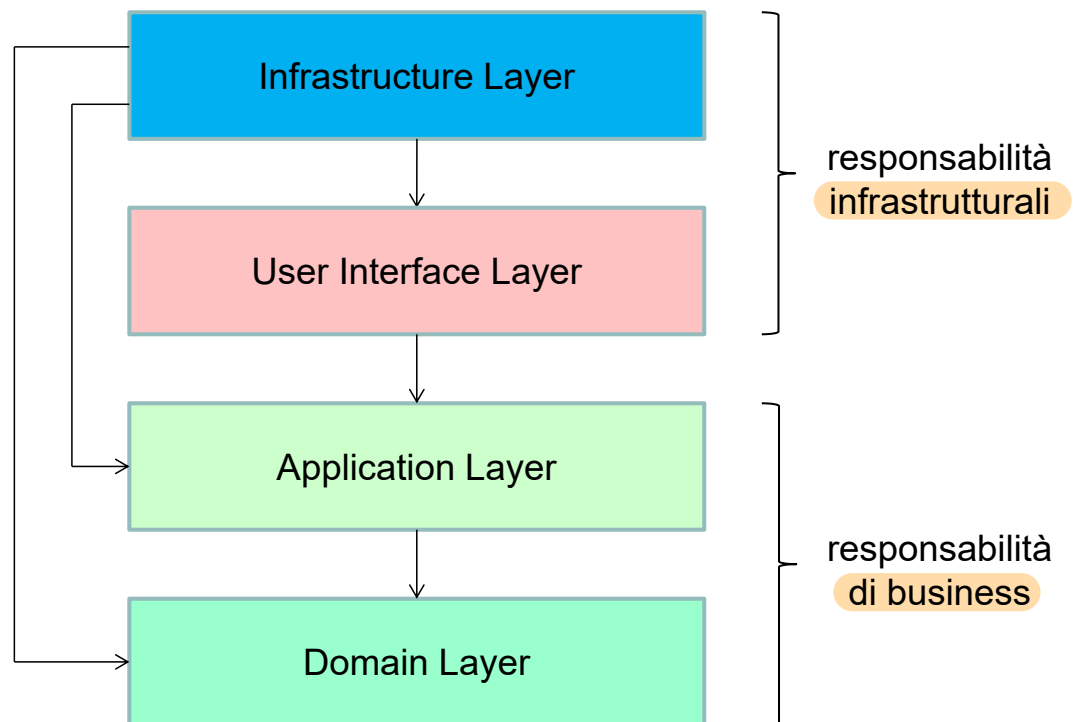 Infrastructure Layer
responsabilità
infrastrutturali
User Interface Layer
Application Layer
responsabilità
di business
Domain Layer